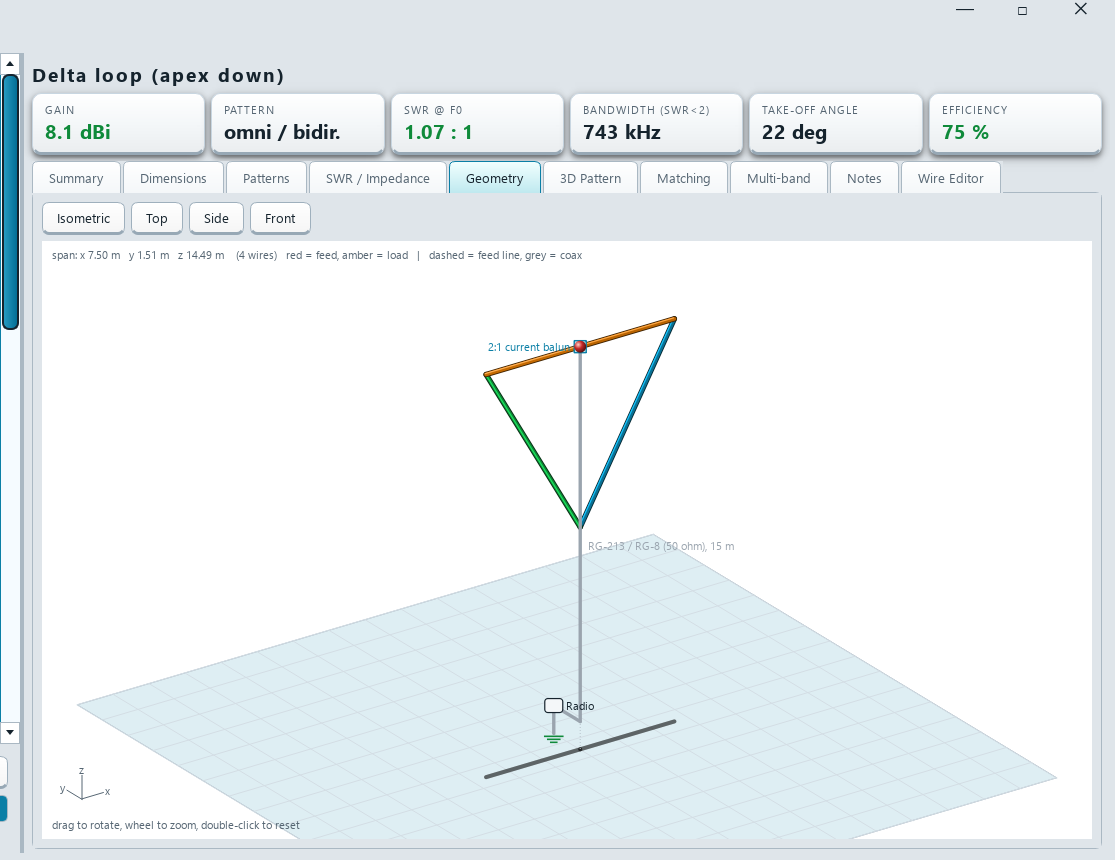 Delta loop (apex down)
GAIN
8.1 dBi
PATTERN
omni / bidir.
SWR @ F0
1.07 : 1
BANDWIDTH (SWR<2)
743 kHz
TAKE-OFF ANGLE
22 deg
EFFICIENCY
75 %
Summary Dimensions Patterns SWR / Impedance Geometry 3D Pattern Matching Multi-band Notes Wire Editor
Isometric Top Side Front
span: x 7.50 m y 1.51 m z 14.49 m (4 wires) red = feed, amber = load | dashed = feed line, grey = coax
2:1 current balun
RG-213 / RG-8 (50 ohm), 15 m
Radio
z
y
x
drag to rotate, wheel to zoom, double-click to reset